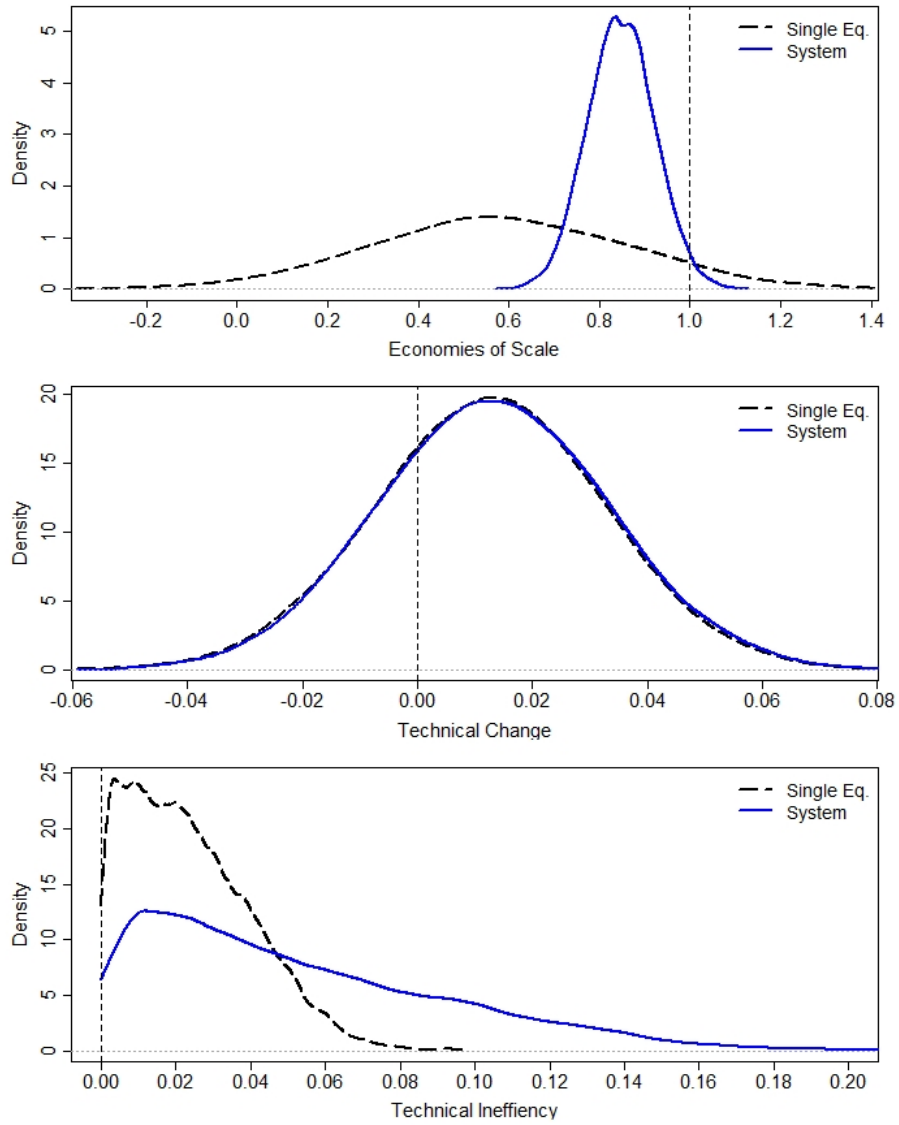 Single Eq.
System
Density
0 1 2 3 4 5
-0.2 0.0 0.2 0.4 0.6 0.8 1.0 1.2 1.4
Economies of Scale
Single Eq.
System
Density
0 5 10 15 20
-0.06 -0.04 -0.02 0.00 0.02 0.04 0.06 0.08
Technical Change
Single Eq.
System
Density
0 5 10 15 20 25
0.00 0.02 0.04 0.06 0.08 0.10 0.12 0.14 0.16 0.18 0.20
Technical Ineffiency